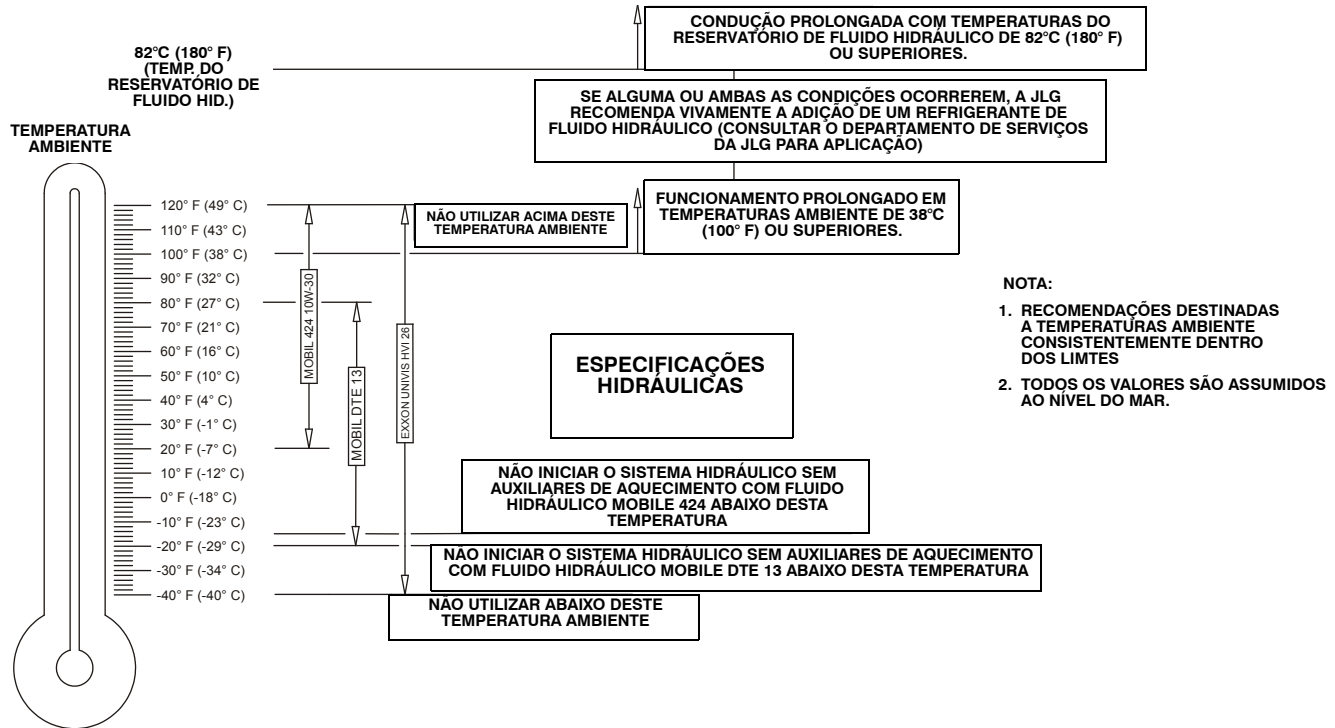 CONDUÇÃO PROLONGADA COM TEMPERATURAS DO
RESERVATÓRIO DE FLUIDO HIDRÁULICO DE 82°C (180° F)
OU SUPERIORES.
82°C (180° F)
(TEMP. DO
RESERVATÓRIO DE
FLUIDO HID.)
SE ALGUMA OU AMBAS AS CONDIÇÕES OCORREREM, A JLG
RECOMENDA VIVAMENTE A ADIÇÃO DE UM REFRIGERANTE DE
FLUIDO HIDRÁULICO (CONSULTAR O DEPARTAMENTO DE SERVIÇOS
DA JLG PARA APLICAÇÃO)
TEMPERATURA
AMBIENTE
FUNCIONAMENTO PROLONGADO EM
TEMPERATURAS AMBIENTE DE 38°C
(100° F) OU SUPERIORES.
NÃO UTILIZAR ACIMA DESTE
TEMPERATURA AMBIENTE
120° F (49° C)
110° F (43° C)
100° F (38° C)
90° F (32° C)
80° F (27° C)
70° F (21° C)
60° F (16° C)
50° F (10° C)
40° F (4° C)
30° F (-1° C)
20° F (-7° C)
10° F (-12° C)
0° F (-18° C)
-10° F (-23° C)
-20° F (-29° C)
-30° F (-34° C)
-40° F (-40° C)
MOBIL 424 10W-30
MOBIL DTE 13
EXXON UNIVIS HVI 26
ESPECIFICAÇÕES
HIDRÁULICAS
NOTA:
1. RECOMENDAÇÕES DESTINADAS
A TEMPERATURAS AMBIENTE
CONSISTENTEMENTE DENTRO
DOS LIMTES
2. TODOS OS VALORES SÃO ASSUMIDOS
AO NÍVEL DO MAR.
NÃO INICIAR O SISTEMA HIDRÁULICO SEM
AUXILIARES DE AQUECIMENTO COM FLUIDO
HIDRÁULICO MOBILE 424 ABAIXO DESTA
TEMPERATURA
NÃO INICIAR O SISTEMA HIDRÁULICO SEM AUXILIARES DE AQUECIMENTO
COM FLUIDO HIDRÁULICO MOBILE DTE 13 ABAIXO DESTA TEMPERATURA
NÃO UTILIZAR ABAIXO DESTE
TEMPERATURA AMBIENTE